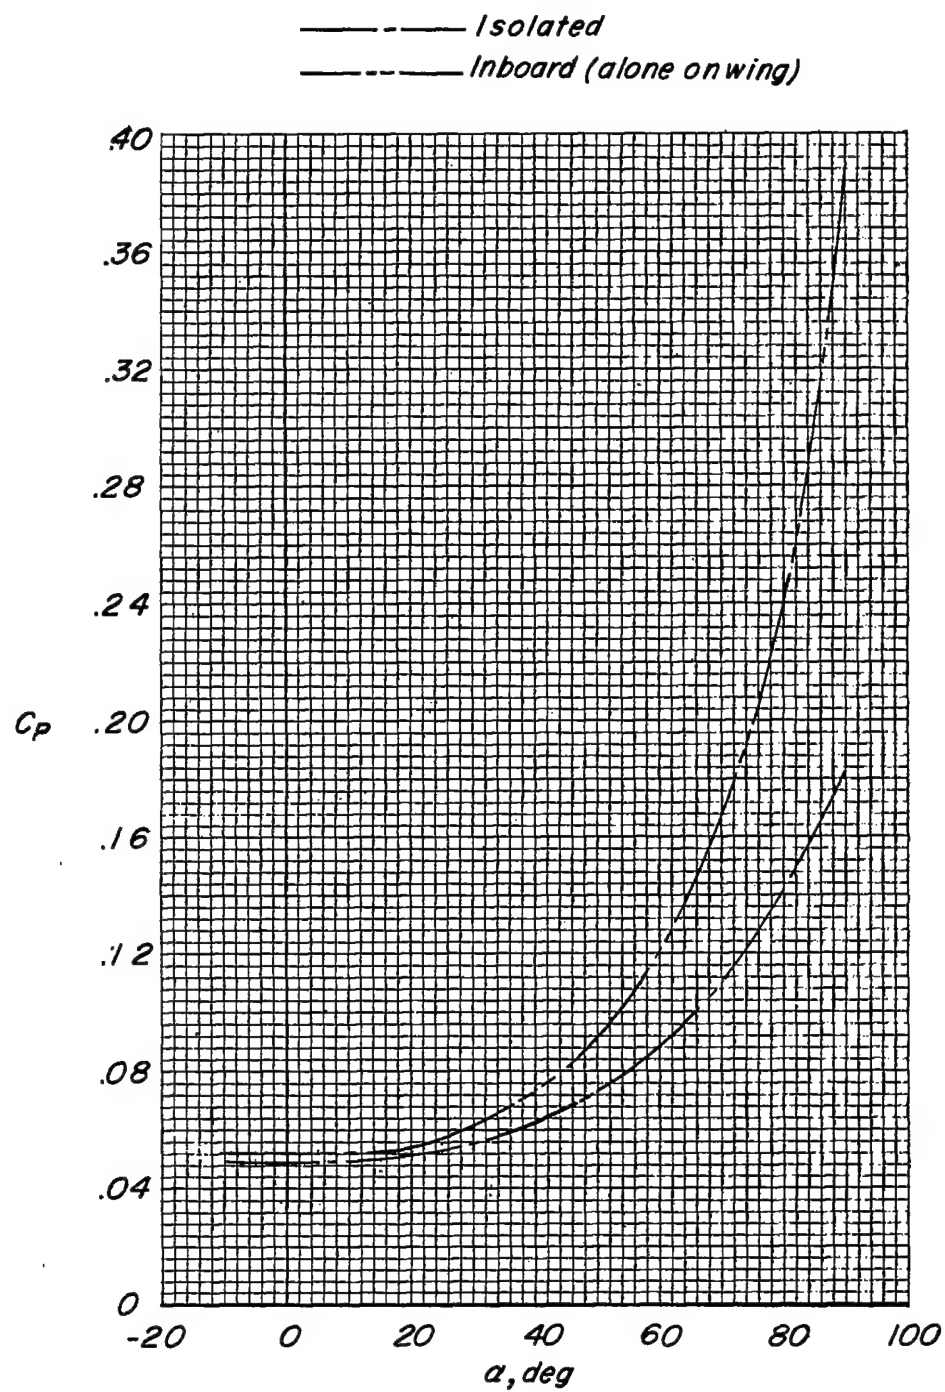 Isolated
Inboard (alone on wing)
.40
.36
.32
.28
.24
.20
.16
.12
.08
.04
0
Cp
-20 0 20 40 60 80 100
α, deg